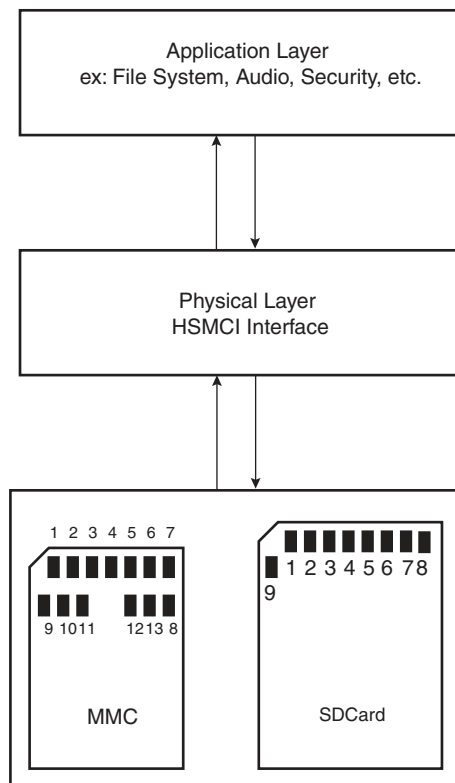 Application Layer
ex: File System, Audio, Security, etc.
Physical Layer
HSMCI Interface
1 2 3 4 5 6 7
9 10 11 12 13 8
MMC
1 2 3 4 5 6 7 8
9
SDCard